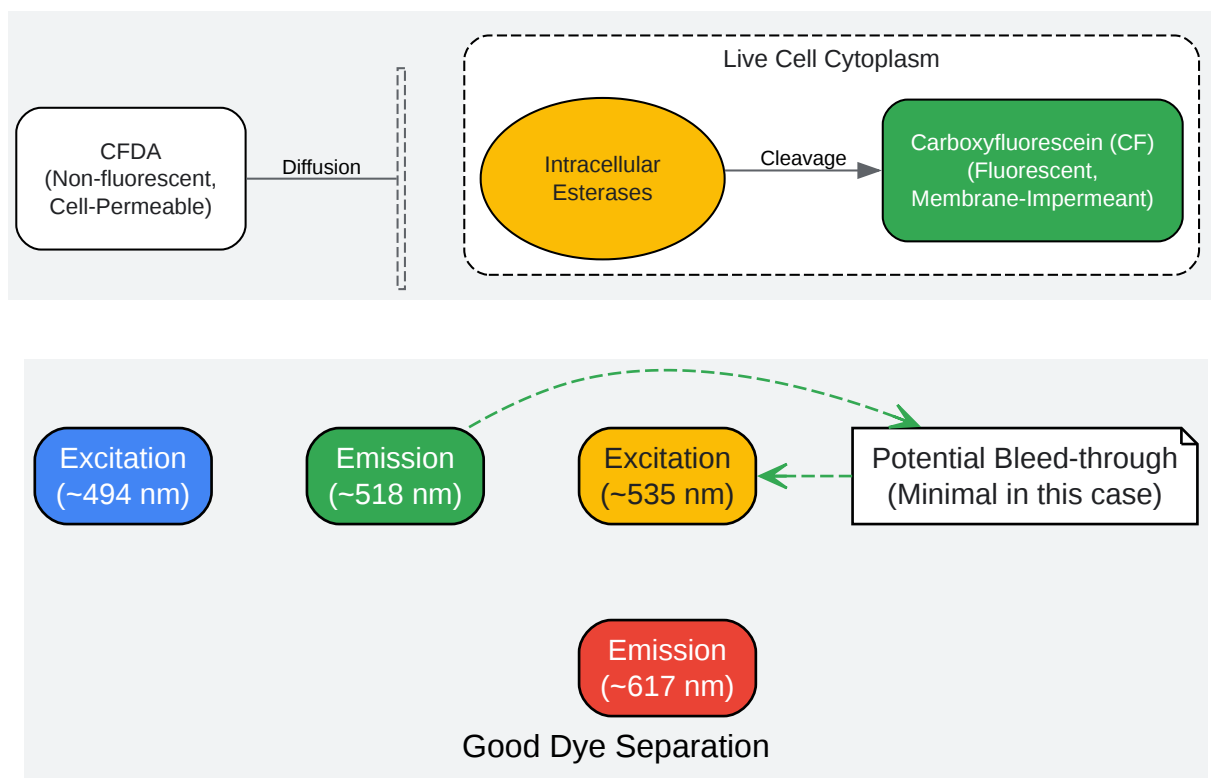 Live Cell Cytoplasm
CFDA
(Non-fluorescent,
Cell-Permeable)
Diffusion
Intracellular
Esterases
Cleavage
Carboxyfluorescein (CF)
(Fluorescent,
Membrane-Impermeant)
Excitation
(~494 nm)
Emission
(~518 nm)
Excitation
(~535 nm)
Potential Bleed-through
(Minimal in this case)
Emission
(~617 nm)
Good Dye Separation